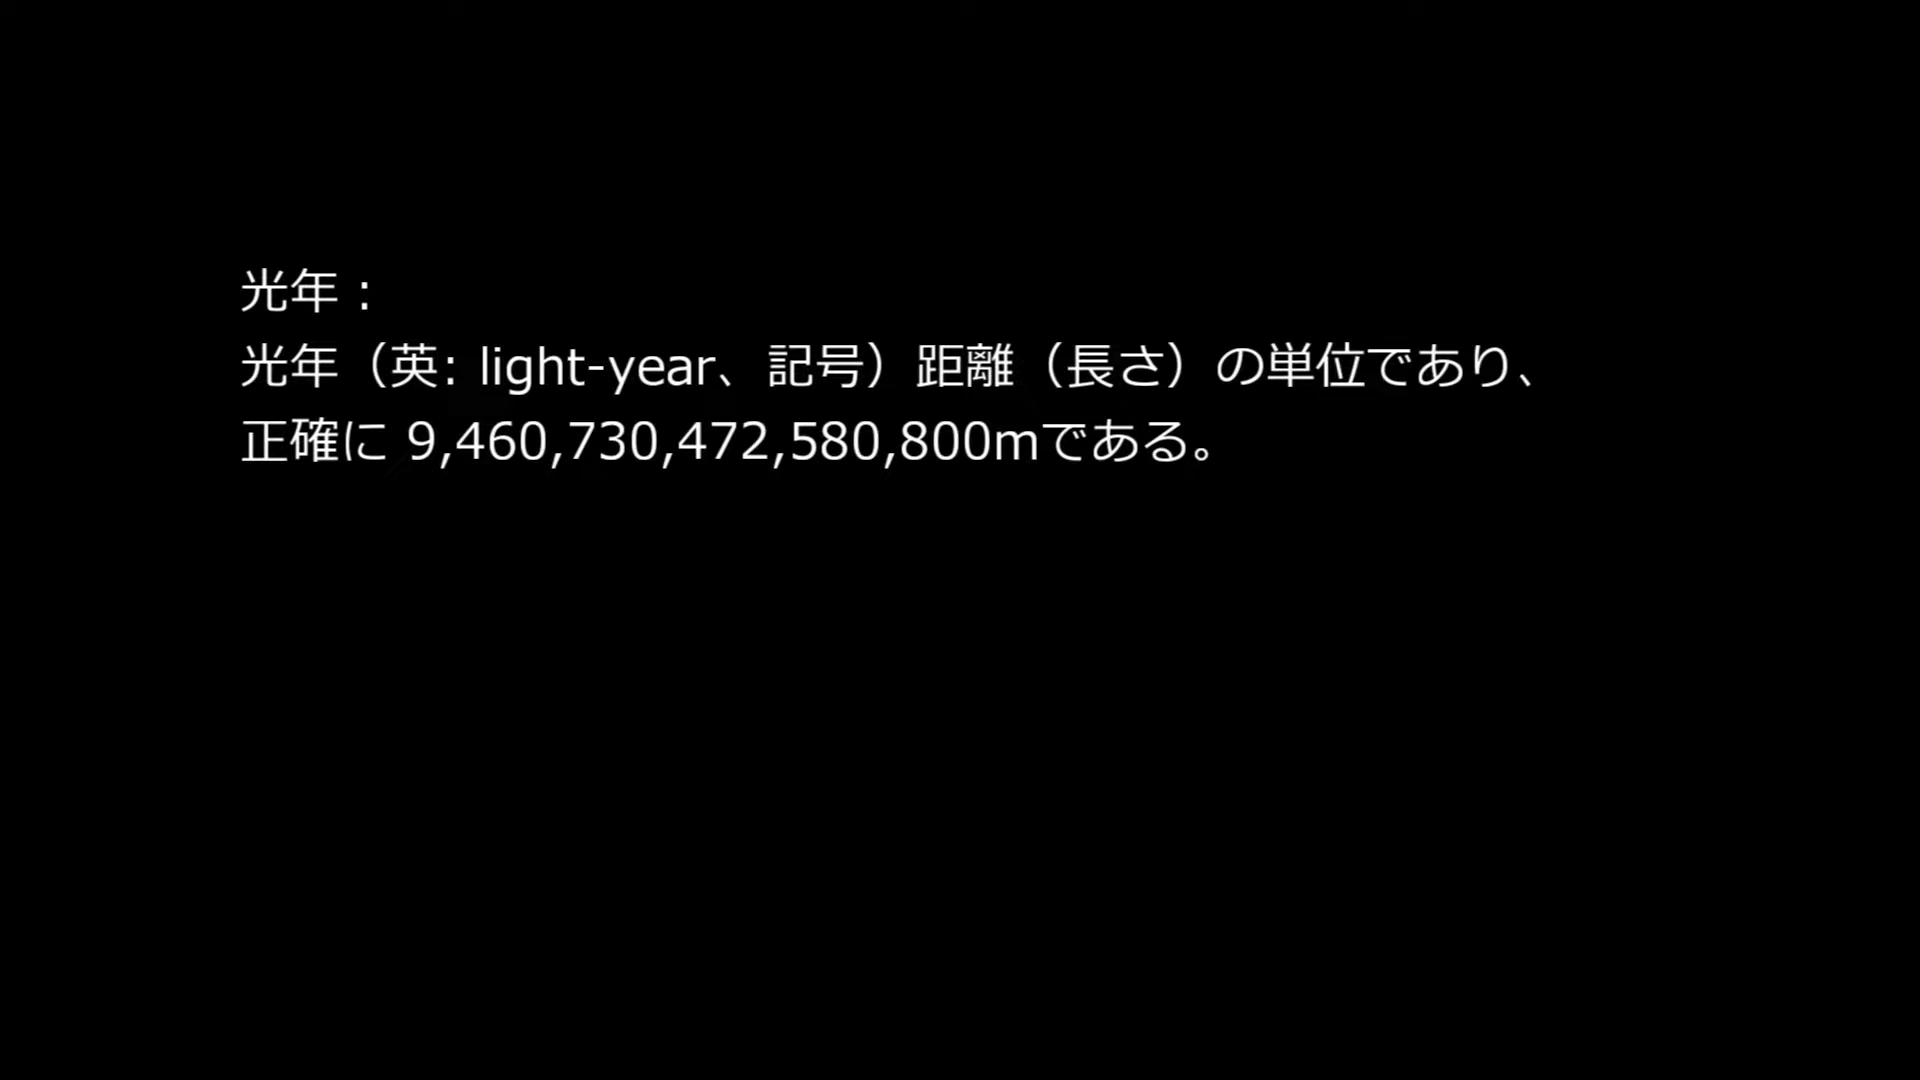 光年：
光年（英: light-year、記号）距離（長さ）の単位であり、
正確に 9,460,730,472,580,800mである。